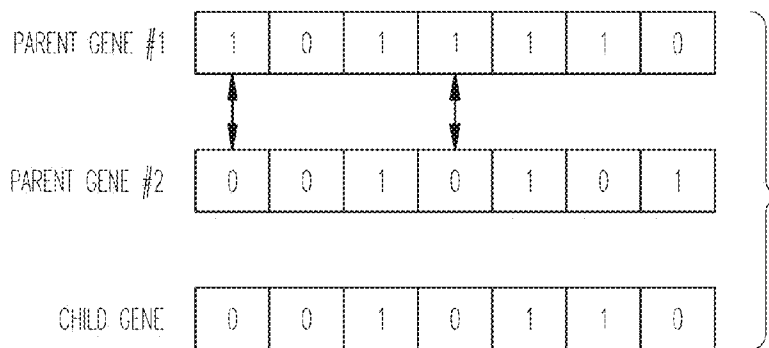 PARENT GENE #1 1 0 1 1 1 1 0
PARENT GENE #2 0 0 1 0 1 0 1
CHILD GENE 0 0 1 0 1 1 0